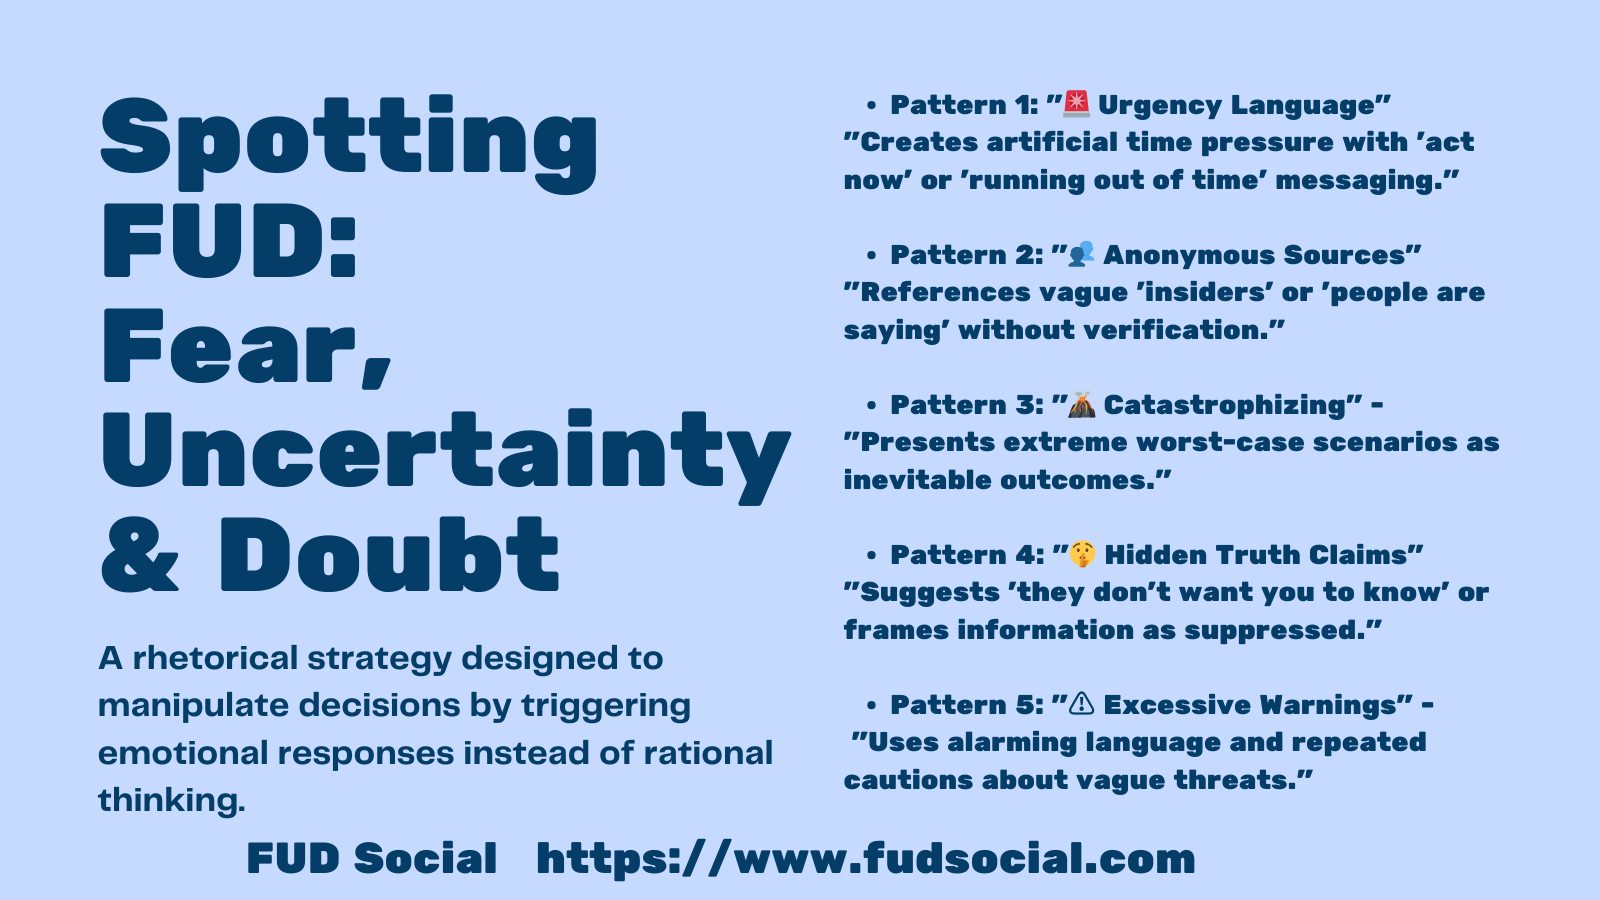 Spotting
FUD:
Fear,
Uncertainty
& Doubt
A rhetorical strategy designed to
manipulate decisions by triggering
emotional responses instead of rational
thinking.
• Pattern 1: "🚨 Urgency Language"
"Creates artificial time pressure with 'act
now' or 'running out of time' messaging."
• Pattern 2: "👥 Anonymous Sources"
"References vague 'insiders' or 'people are
saying' without verification."
• Pattern 3: "🌋 Catastrophizing" -
"Presents extreme worst-case scenarios as
inevitable outcomes."
• Pattern 4: "🤫 Hidden Truth Claims"
"Suggests 'they don't want you to know' or
frames information as suppressed."
• Pattern 5: "⚠ Excessive Warnings" -
"Uses alarming language and repeated
cautions about vague threats."
FUD Social https://www.fudsocial.com